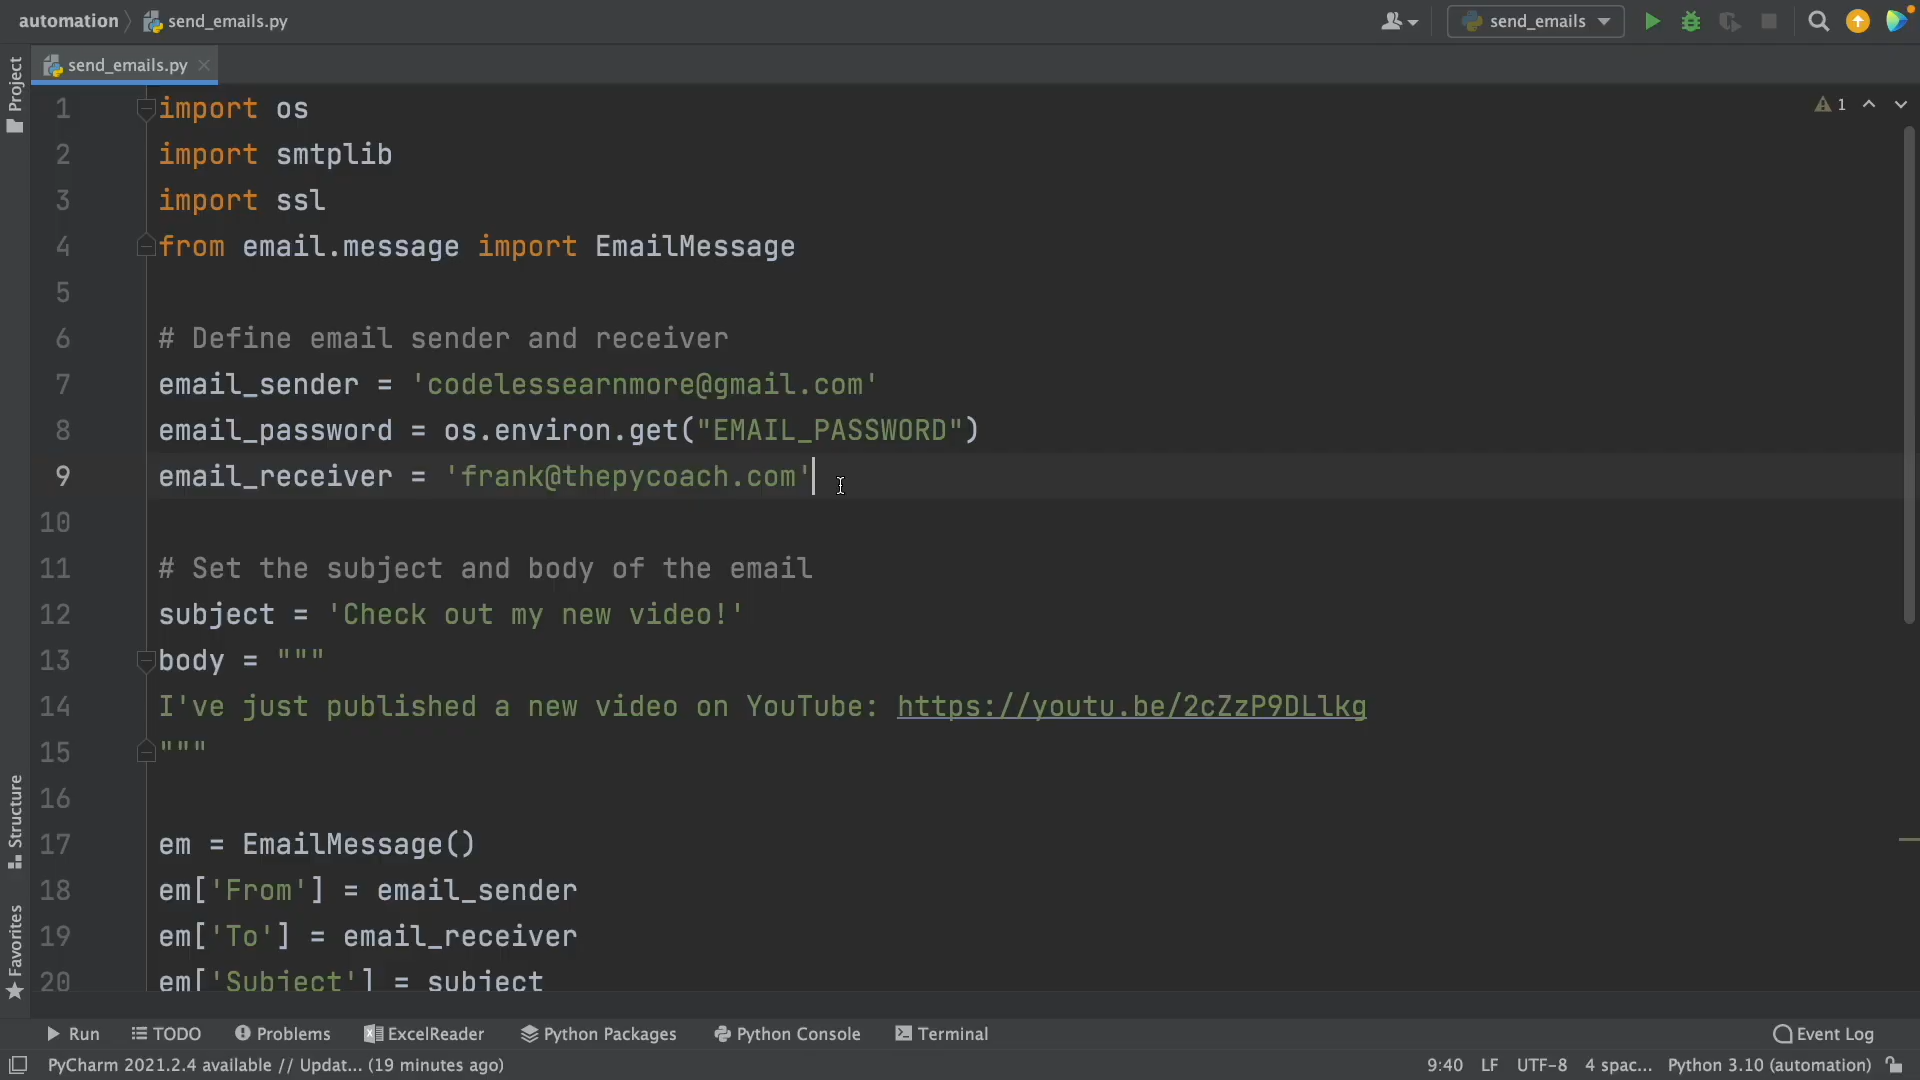 automation send_emails.py send_emails
Project
send_emails.py
1 import os 1
2 import smtplib
3 import ssl
4 from email.message import EmailMessage
5
6 # Define email sender and receiver
7 email_sender = 'codelessearnmore@gmail.com'
8 email_password = os.environ.get("EMAIL_PASSWORD")
9 email_receiver = 'frank@thepycoach.com'
10
11 # Set the subject and body of the email
12 subject = 'Check out my new video!'
13 body = """
14 I've just published a new video on YouTube: https://youtu.be/2cZzP9DLlkg
15 """
16
17 em = EmailMessage()
18 em['From'] = email_sender
19 em['To'] = email_receiver
20 em['Subject'] = subject
Structure
Favorites
Run TODO Problems ExcelReader Python Packages Python Console Terminal Event Log
PyCharm 2021.2.4 available // Updat... (19 minutes ago) 9:40 LF UTF-8 4 spac... Python 3.10 (automation)